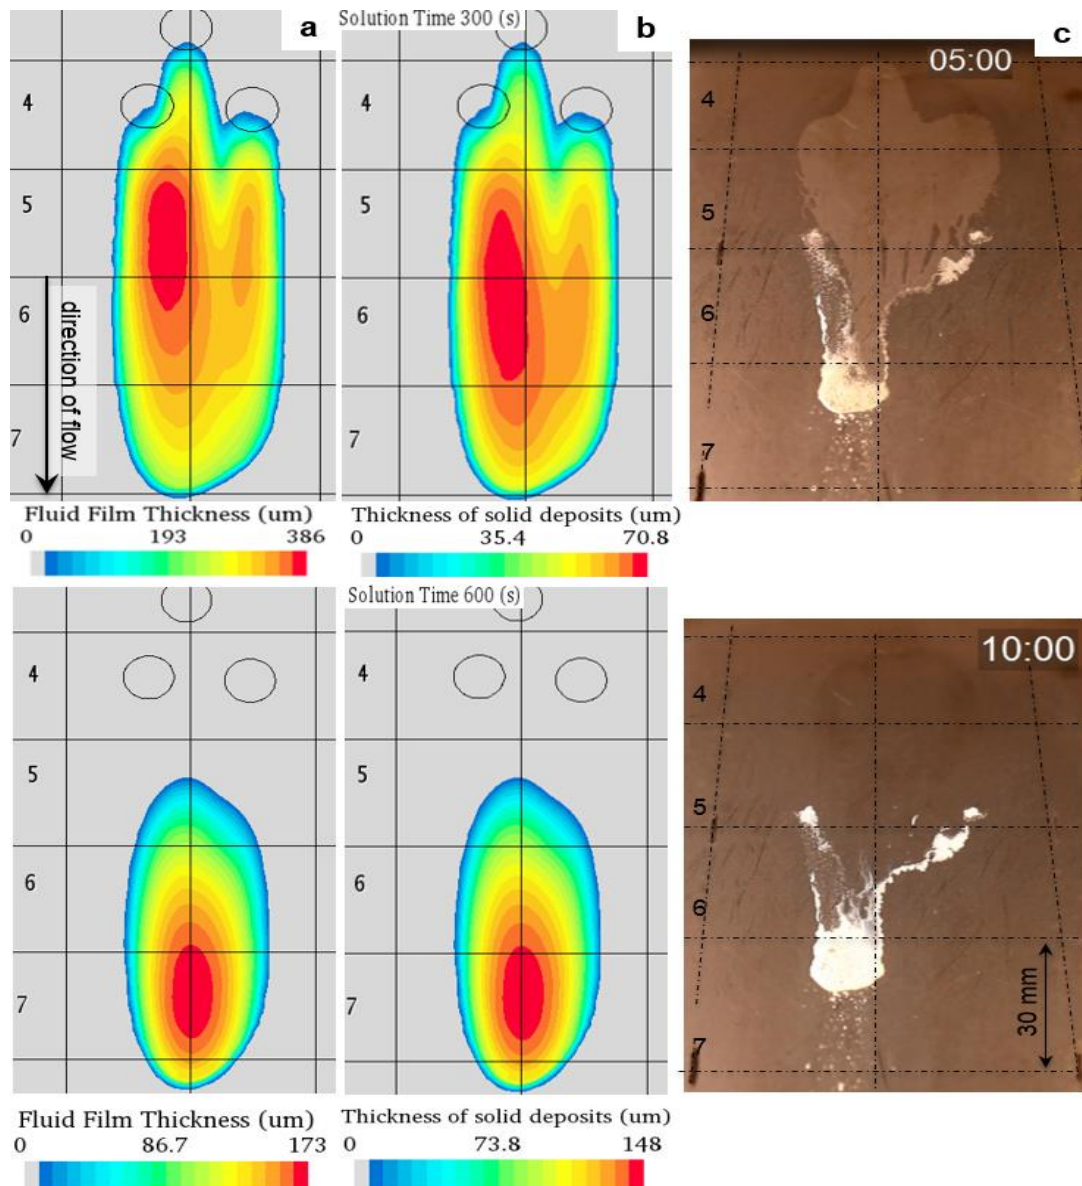 a
Solution Time 300 (s)
b
c
05:00
4
5
6
7
direction of flow
4
5
6
7
4
5
6
7
Fluid Film Thickness (um)
0 193 386
Thickness of solid deposits (um)
0 35.4 70.8
Solution Time 600 (s)
10:00
4
5
6
7
4
5
6
7
4
5
6
7
30 mm
Fluid Film Thickness (um)
0 86.7 173
Thickness of solid deposits (um)
0 73.8 148